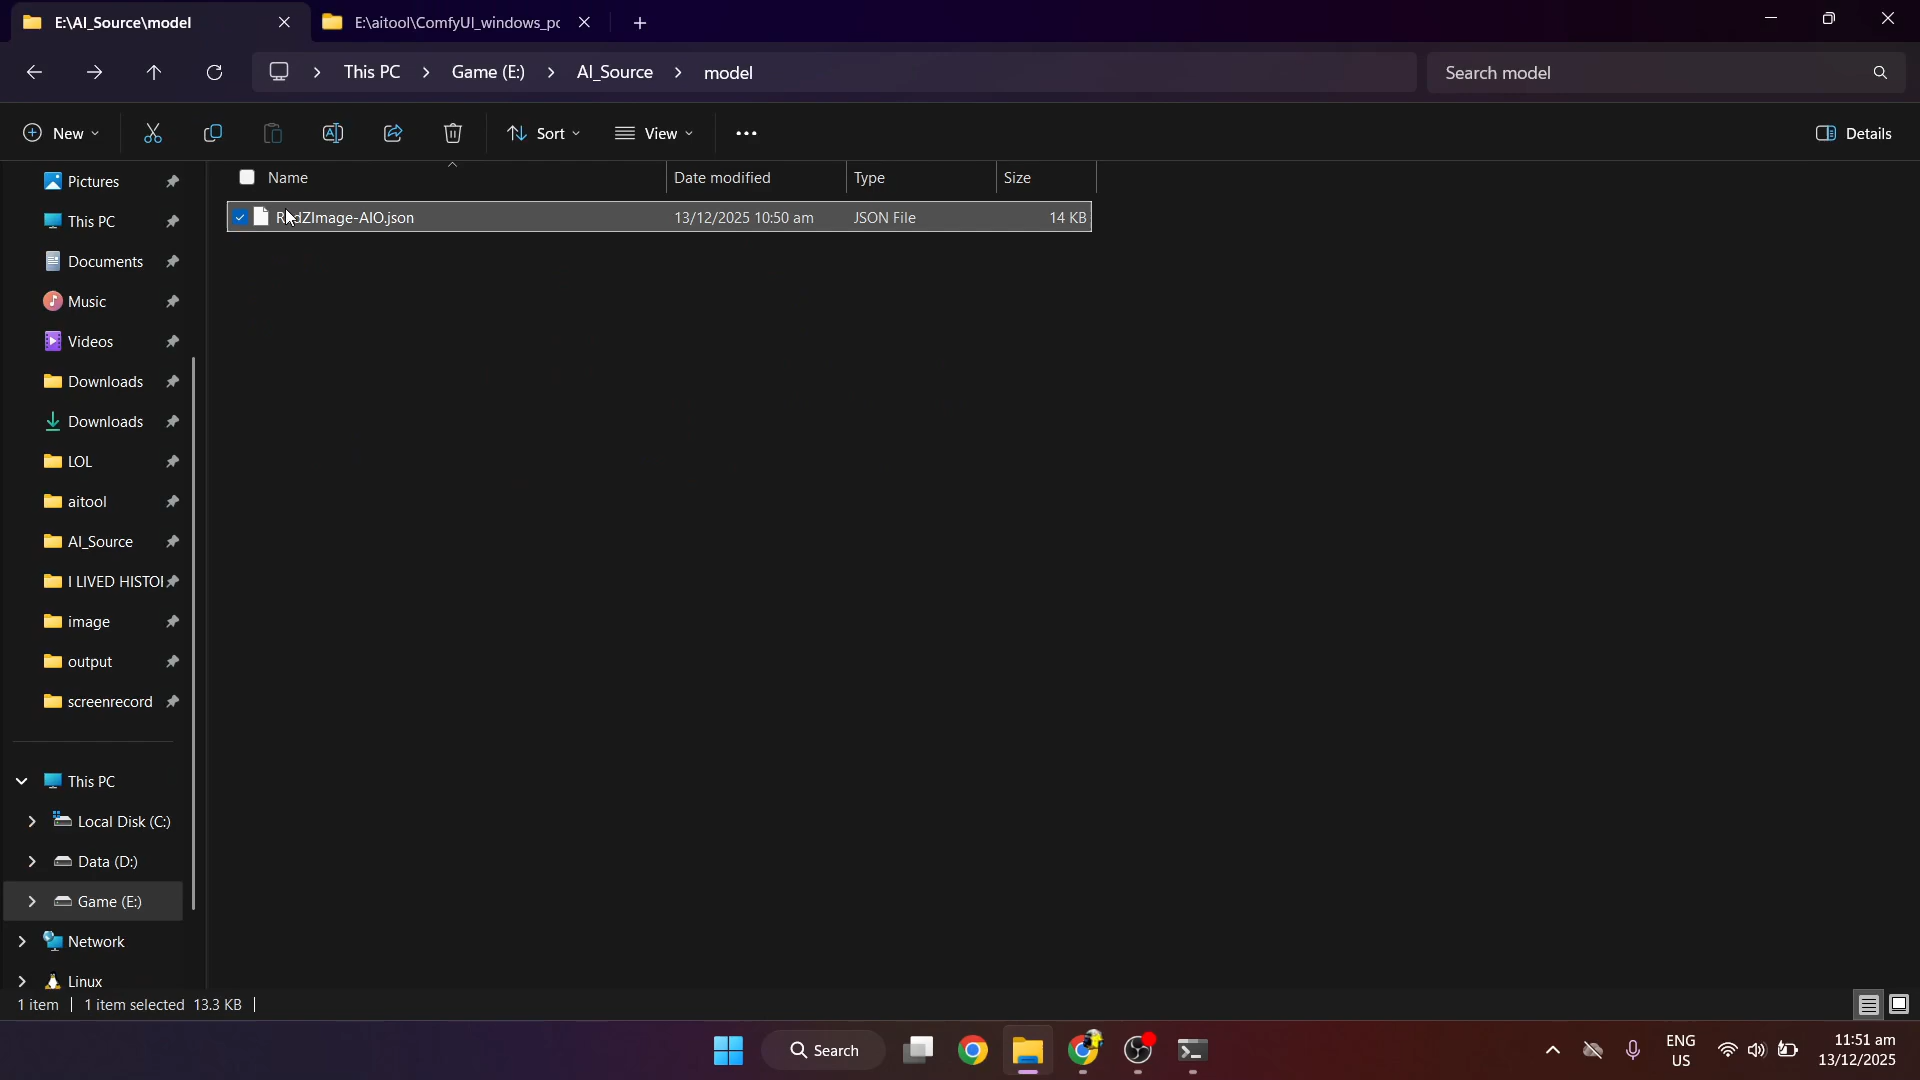 E:\AI_Source\model
E:\aitool\ComfyUI_windows_pc
This PC
Game (E:)
AI_Source
model
Search model
New
Sort
View
Details
Name
Date modified
Type
Size
RedZImage-AIO.json
13/12/2025 10:50 am
JSON File
14 KB
Pictures
This PC
Documents
Music
Videos
Downloads
Downloads
LOL
aitool
AI_Source
I LIVED HISTOI
image
output
screenrecord
This PC
Local Disk (C:)
Data (D:)
Game (E:)
Network
Linux
1 item
1 item selected 13.3 KB
Search
ENG
US
11:51 am
13/12/2025